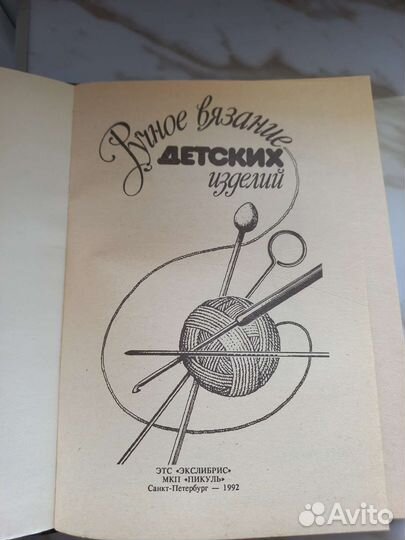 Ручное вязание
ДЕТСКИХ
изделий
ЭТС «ЭКСЛИБРИС»
МКП «ПИКУЛЬ»
Санкт-Петербург — 1992
Avito